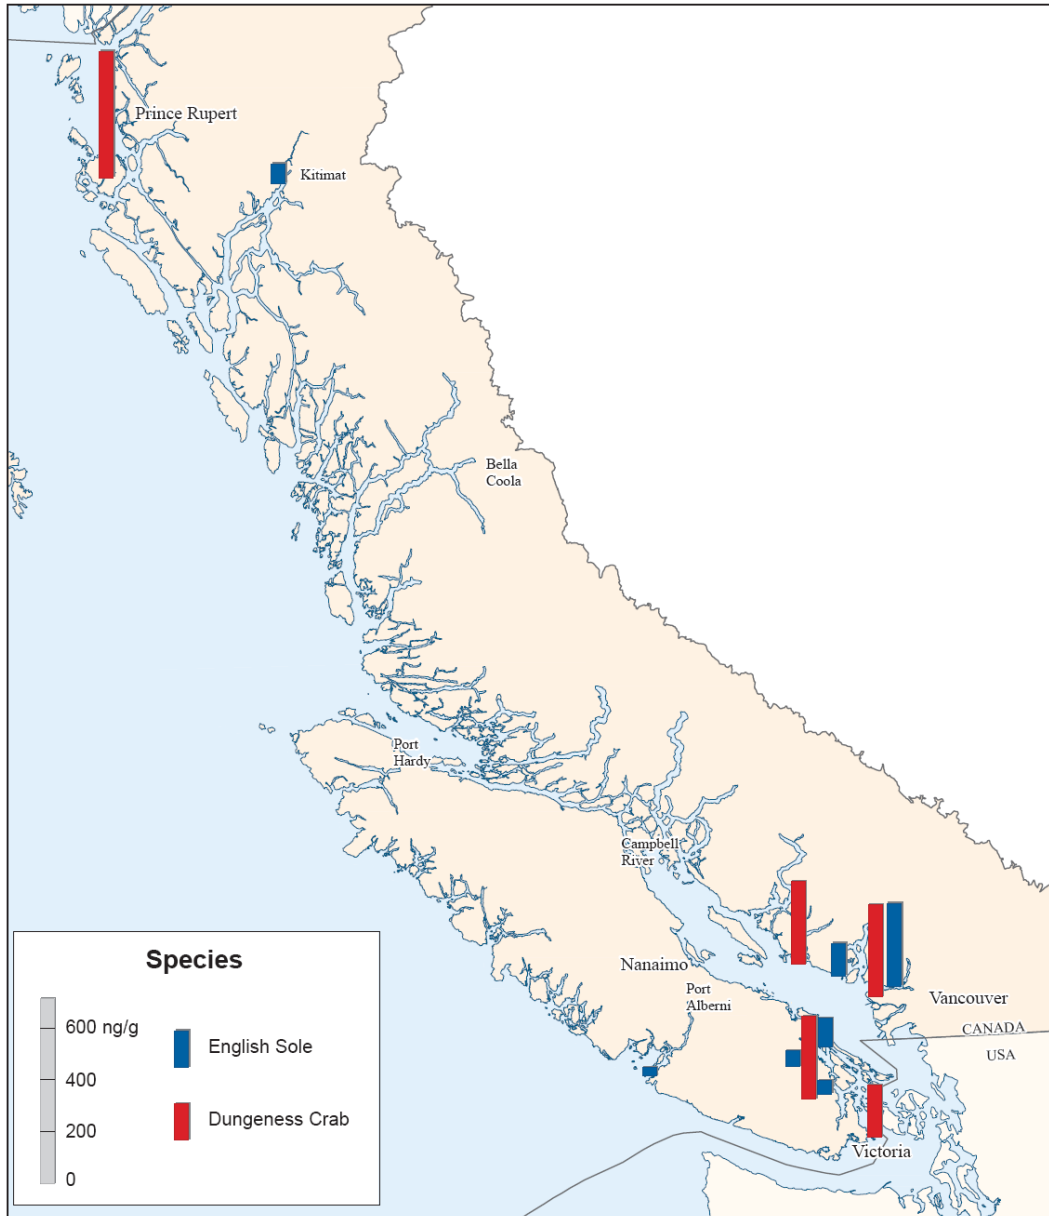 Prince Rupert
Kitimat
Bella
Coola
Port
Hardy
Campbell
River
Nanaimo
Port
Alberni
Vancouver
CANADA
USA
Victoria
Species
600 ng/g
400
200
0
English Sole
Dungeness Crab